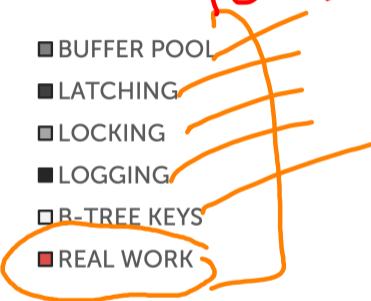 BUFFER POOL
LATCHING
LOCKING
LOGGING
B-TREE KEYS
REAL WORK